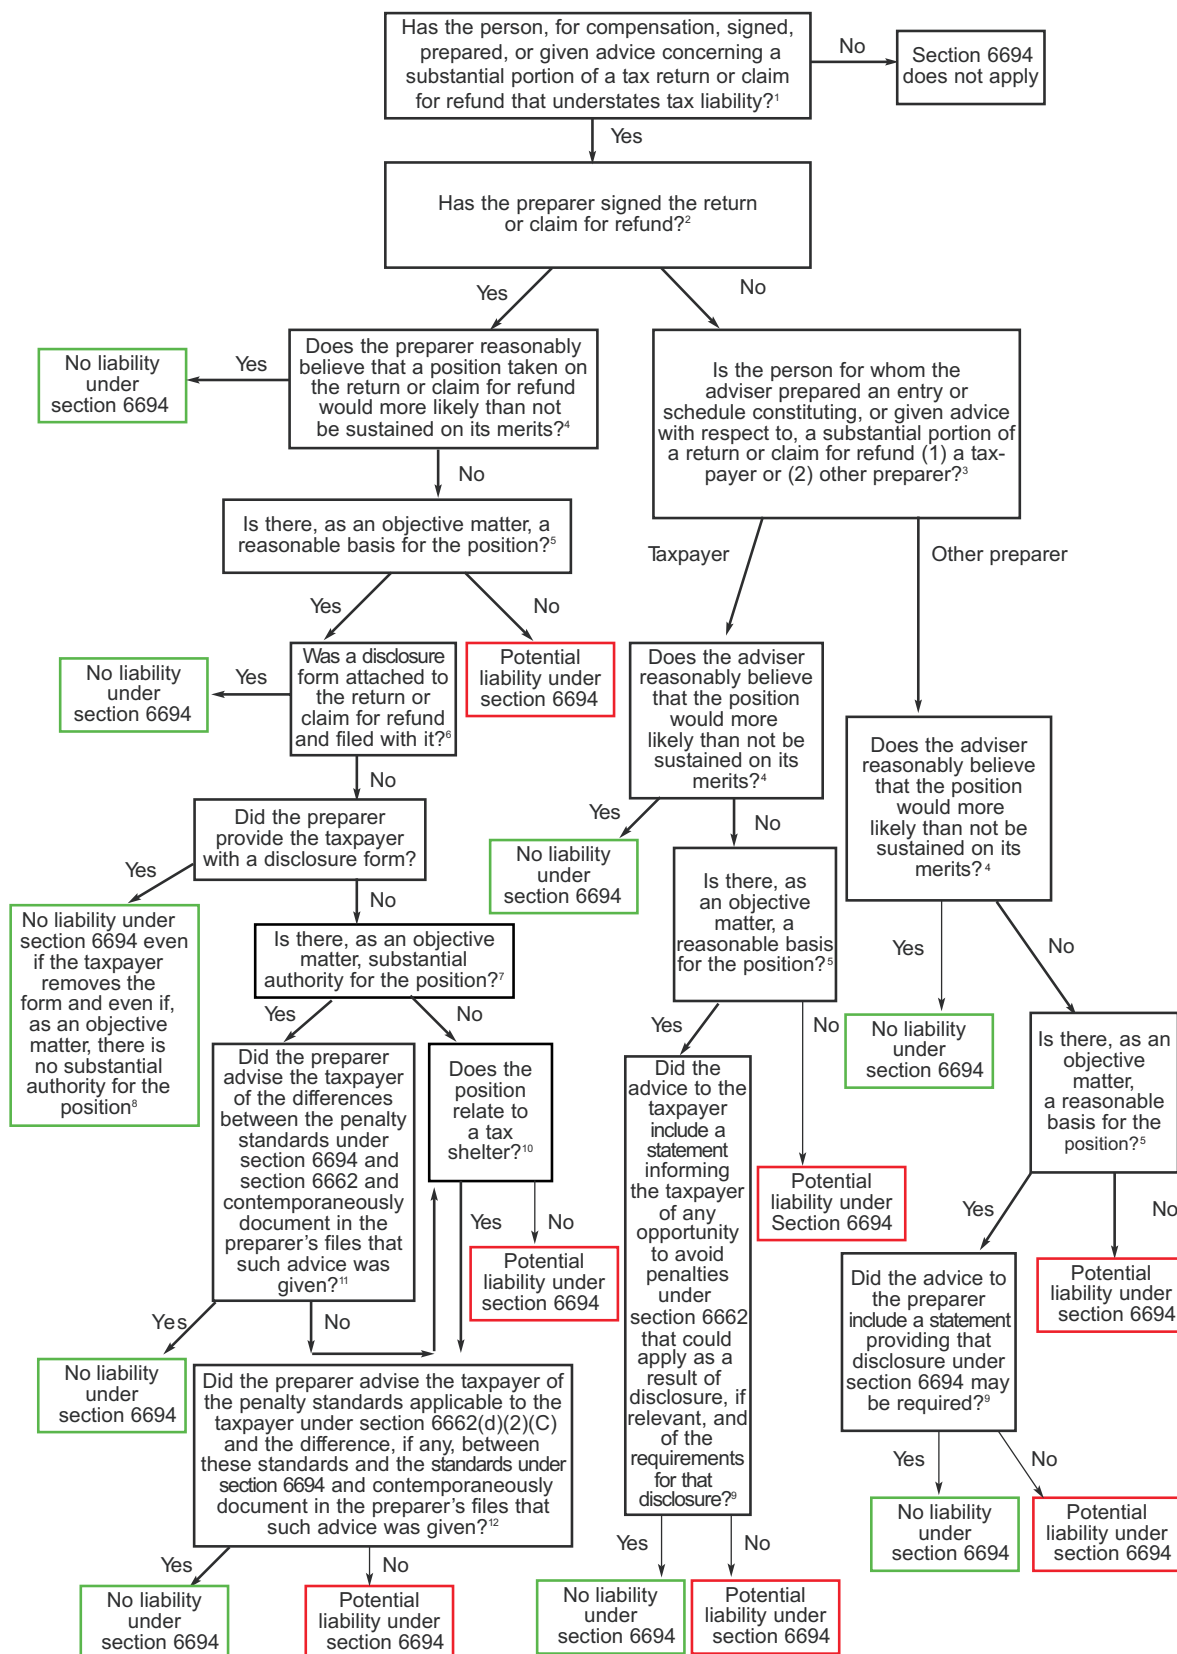 Has the person, for compensation, signed,
prepared, or given advice concerning a
substantial portion of a tax return or claim
for refund that understates tax liability?¹
No
Section 6694
does not apply
Yes
Has the preparer signed the return
or claim for refund?²
Yes
No
Does the preparer reasonably
believe that a position taken on
the return or claim for refund
would more likely than not
be sustained on its merits?⁴
Yes
No liability
under
section 6694
Is the person for whom the
adviser prepared an entry or
schedule constituting, or given advice
with respect to, a substantial portion of
a return or claim for refund (1) a tax-
payer or (2) other preparer?³
No
Is there, as an objective matter, a
reasonable basis for the position?⁵
Taxpayer
Other preparer
Yes
No
Was a disclosure
form attached to
the return or
claim for refund
and filed with it?⁶
Yes
No liability
under
section 6694
Potential
liability under
section 6694
Does the adviser
reasonably believe
that the position
would more
likely than not be
sustained on its
merits?⁴
Does the adviser
reasonably believe
that the position
would more
likely than not be
sustained on its
merits?⁴
No
Did the preparer
provide the taxpayer
with a disclosure form?
Yes
No
Yes
No liability
under
section 6694
No
No liability under
section 6694 even
if the taxpayer
removes the
form and even if,
as an objective
matter, there is
no substantial
authority for the
position⁸
Is there, as an objective
matter, substantial
authority for the position?⁷
Is there, as
an objective
matter, a
reasonable basis
for the position?⁵
Yes
No
Yes
No
Yes
No
No liability
under
section 6694
Is there, as an
objective
matter,
a reasonable
basis for the
position?⁵
Did the preparer
advise the taxpayer
of the differences
between the penalty
standards under
section 6694 and
section 6662 and
contemporaneously
document in the
preparer’s files that
such advice was
given?¹¹
Does the
position
relate to
a tax
shelter?¹⁰
Did the
advice to the
taxpayer
include a
statement
informing
the taxpayer
of any
opportunity
to avoid
penalties
under
section 6662
that could
apply as a
result of
disclosure, if
relevant, and
of the
requirements
for that
disclosure?⁹
Potential
liability under
Section 6694
Yes
No
Yes
No
Potential
liability under
section 6694
Potential
liability under
section 6694
Did the advice to
the preparer
include a statement
providing that
disclosure under
section 6694 may
be required?⁹
Yes
No
No liability
under
section 6694
Did the preparer advise the taxpayer of
the penalty standards applicable to the
taxpayer under section 6662(d)(2)(C)
and the difference, if any, between
these standards and the standards under
section 6694 and contemporaneously
document in the preparer’s files that
such advice was given?¹²
Yes
No
No liability
under
section 6694
Potential
liability under
section 6694
Yes
No
Yes
No
No liability
under
section 6694
Potential
liability under
section 6694
No liability
under
section 6694
Potential
liability under
section 6694